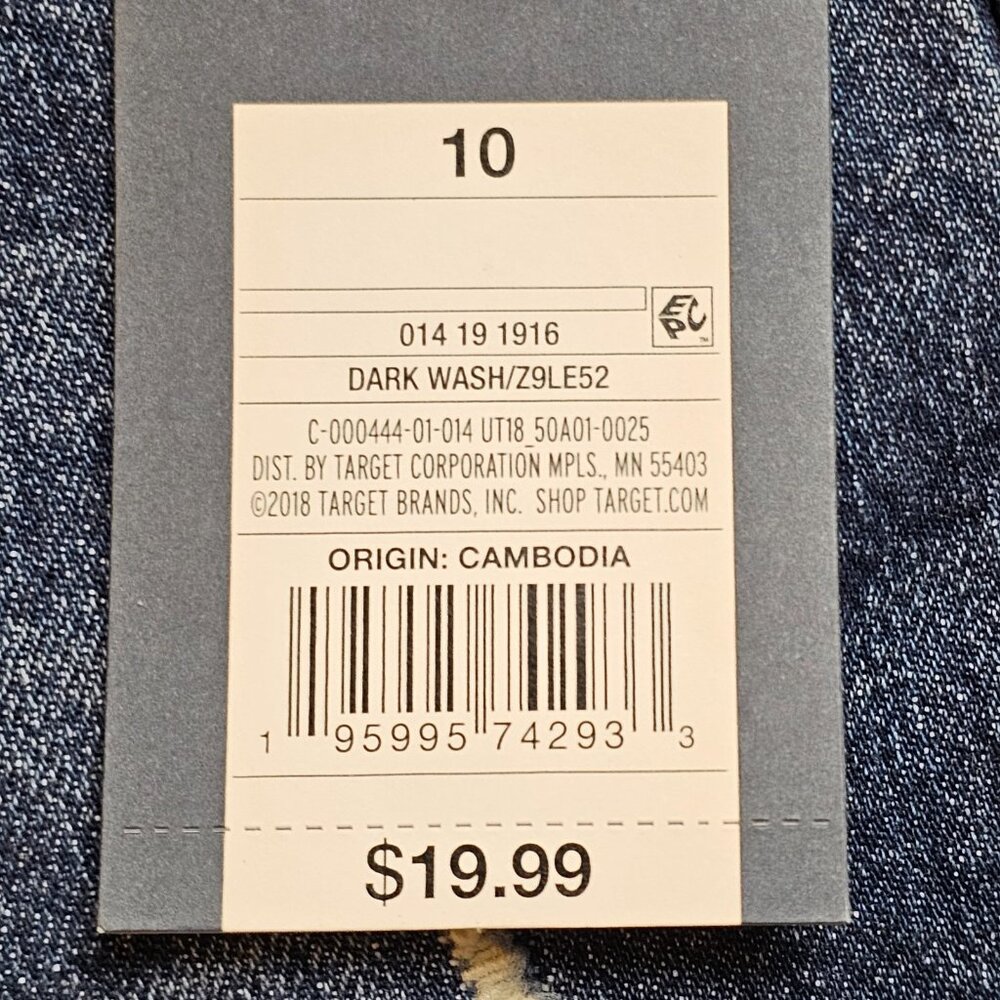 10
EPC™
014 19 1916
DARK WASH/Z9LE52
C-000444-01-014 UT18_50A01-0025
DIST. BY TARGET CORPORATION MPLS., MN 55403
©2018 TARGET BRANDS, INC. SHOP TARGET.COM
ORIGIN: CAMBODIA
1 95995 74293 3
$19.99